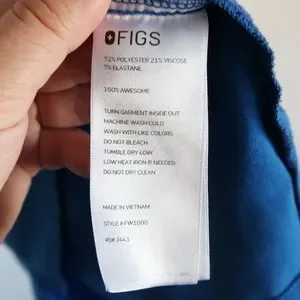 FIGS
72% POLYESTER 21% VISCOSE
7% ELASTANE
100% AWESOME
TURN GARMENT INSIDE OUT
MACHINE WASH COLD
WASH WITH LIKE COLORS
DO NOT BLEACH
TUMBLE DRY LOW
LOW HEAT IRON IF NEEDED
DO NOT DRY CLEAN
MADE IN VIETNAM
STYLE # FW1000
PO# 2443